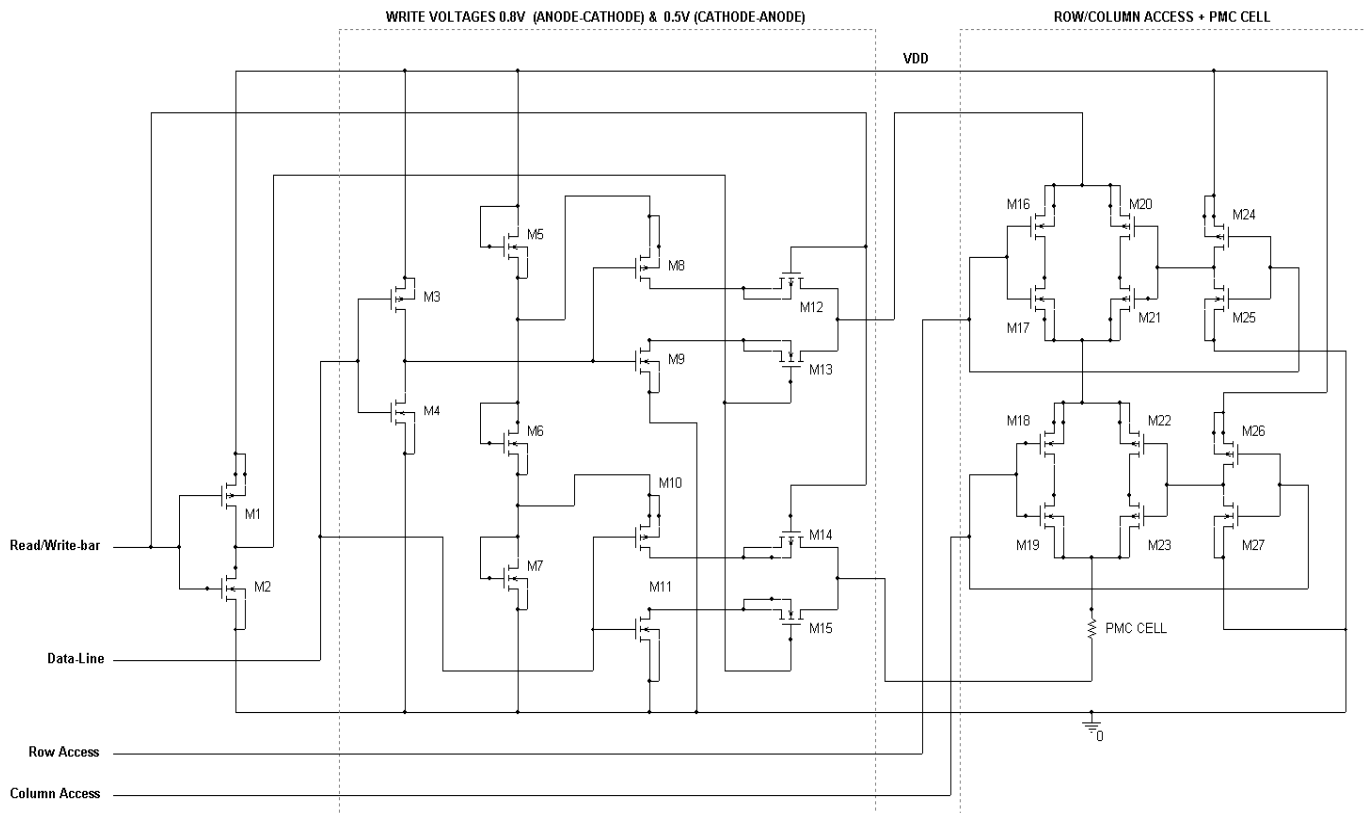 WRITE VOLTAGES 0.8V (ANODE-CATHODE) & 0.5V (CATHODE-ANODE)
ROW/COLUMN ACCESS + PMC CELL
VDD
M16
M20
M24
M5
M8
M3
M12
M17
M21
M25
M9
M13
M4
M18
M22
M26
M6
M10
M1
M14
M19
M23
M27
Read/Write-bar
M7
M2
M11
M15
PMC CELL
Data-Line
0
Row Access
Column Access